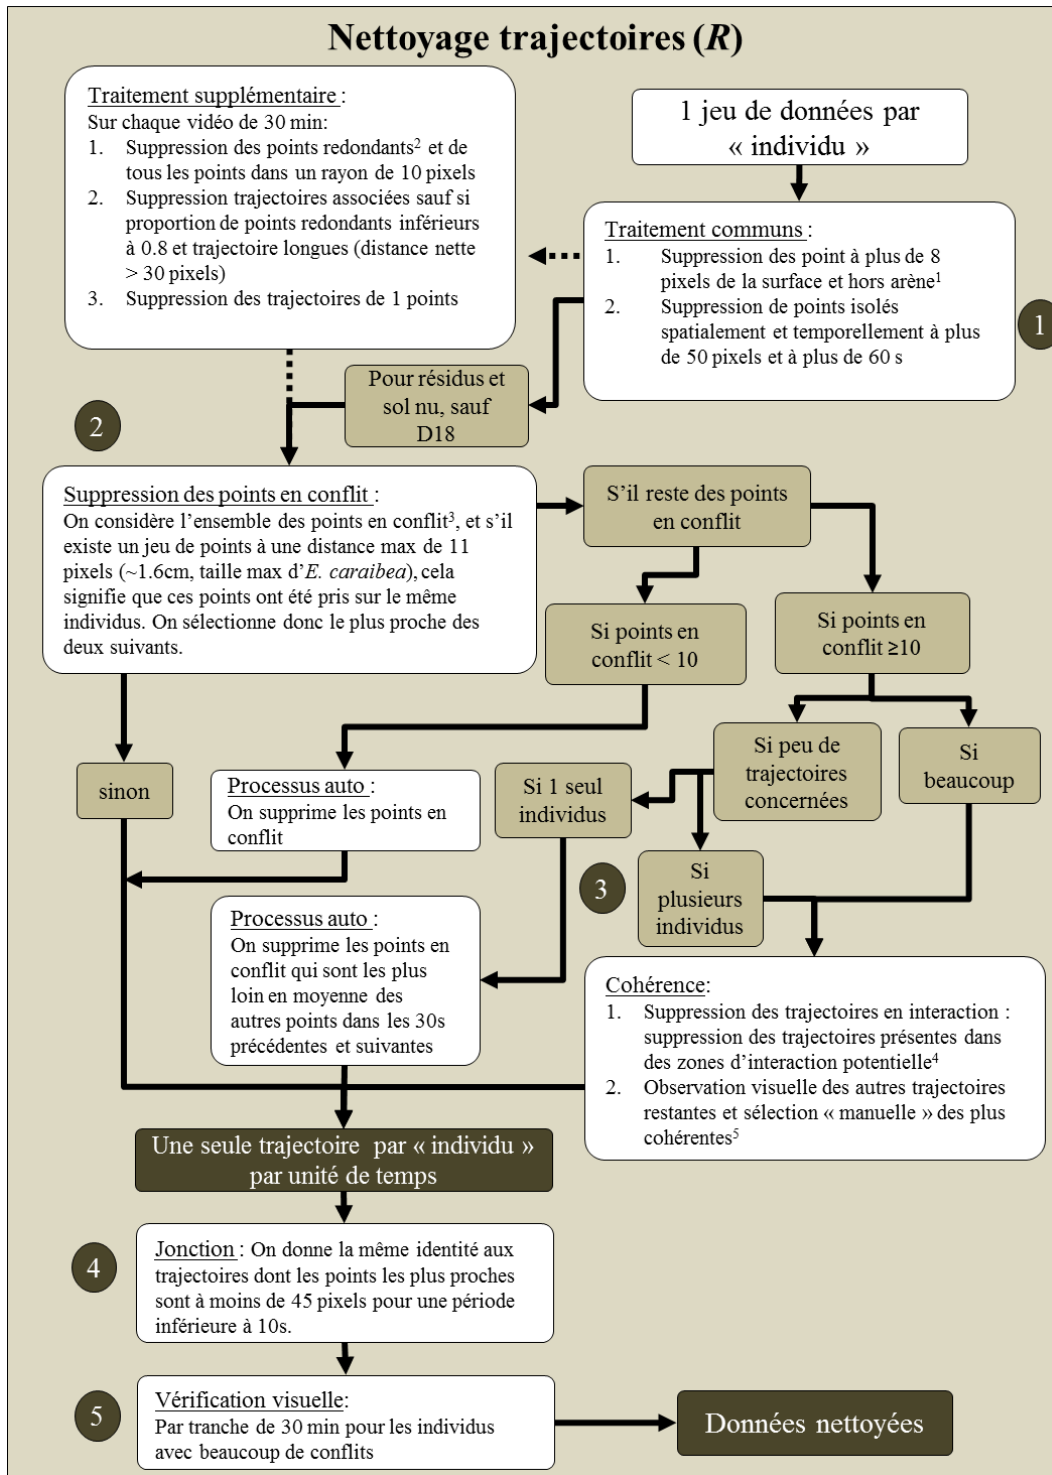 Nettoyage trajectoires (R)
Traitement supplémentaire :
Sur chaque vidéo de 30 min:
1. Suppression des points redondants² et de
tous les points dans un rayon de 10 pixels
2. Suppression trajectoires associées sauf si
proportion de points redondants inférieurs
à 0.8 et trajectoire longues (distance nette
> 30 pixels)
3. Suppression des trajectoires de 1 points
1 jeu de données par
« individu »
Traitement communs :
1. Suppression des point à plus de 8
pixels de la surface et hors arène¹
2. Suppression de points isolés
spatialement et temporellement à plus
de 50 pixels et à plus de 60 s
1
Pour résidus et
sol nu, sauf
D18
2
Suppression des points en conflit :
On considère l’ensemble des points en conflit³, et s’il
existe un jeu de points à une distance max de 11
pixels (~1.6cm, taille max d’E. caraibea), cela
signifie que ces points ont été pris sur le même
individus. On sélectionne donc le plus proche des
deux suivants.
S’il reste des points
en conflit
Si points en
conflit < 10
Si points en
conflit ≥10
sinon
Processus auto :
On supprime les points en
conflit
Si 1 seul
individus
Si peu de
trajectoires
concernées
Si
beaucoup
3
Si
plusieurs
individus
Processus auto :
On supprime les points en
conflit qui sont les plus
loin en moyenne des
autres points dans les 30s
précédentes et suivantes
Cohérence:
1. Suppression des trajectoires en interaction :
suppression des trajectoires présentes dans
des zones d’interaction potentielle⁴
2. Observation visuelle des autres trajectoires
restantes et sélection « manuelle » des plus
cohérentes⁵
Une seule trajectoire par « individu »
par unité de temps
4
Jonction : On donne la même identité aux
trajectoires dont les points les plus proches
sont à moins de 45 pixels pour une période
inférieure à 10s.
5
Vérification visuelle:
Par tranche de 30 min pour les individus
avec beaucoup de conflits
Données nettoyées